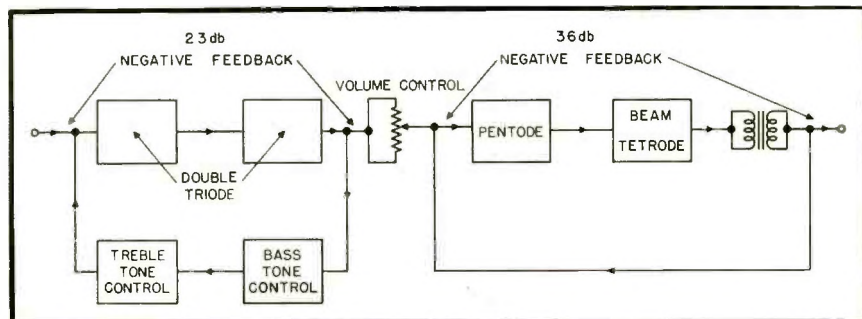 23db
NEGATIVE FEEDBACK
36db
NEGATIVE FEEDBACK
VOLUME CONTROL
PENTODE
BEAM
TETRODE
DOUBLE
TRIODE
TREBLE
TONE
CONTROL
BASS
TONE
CONTROL